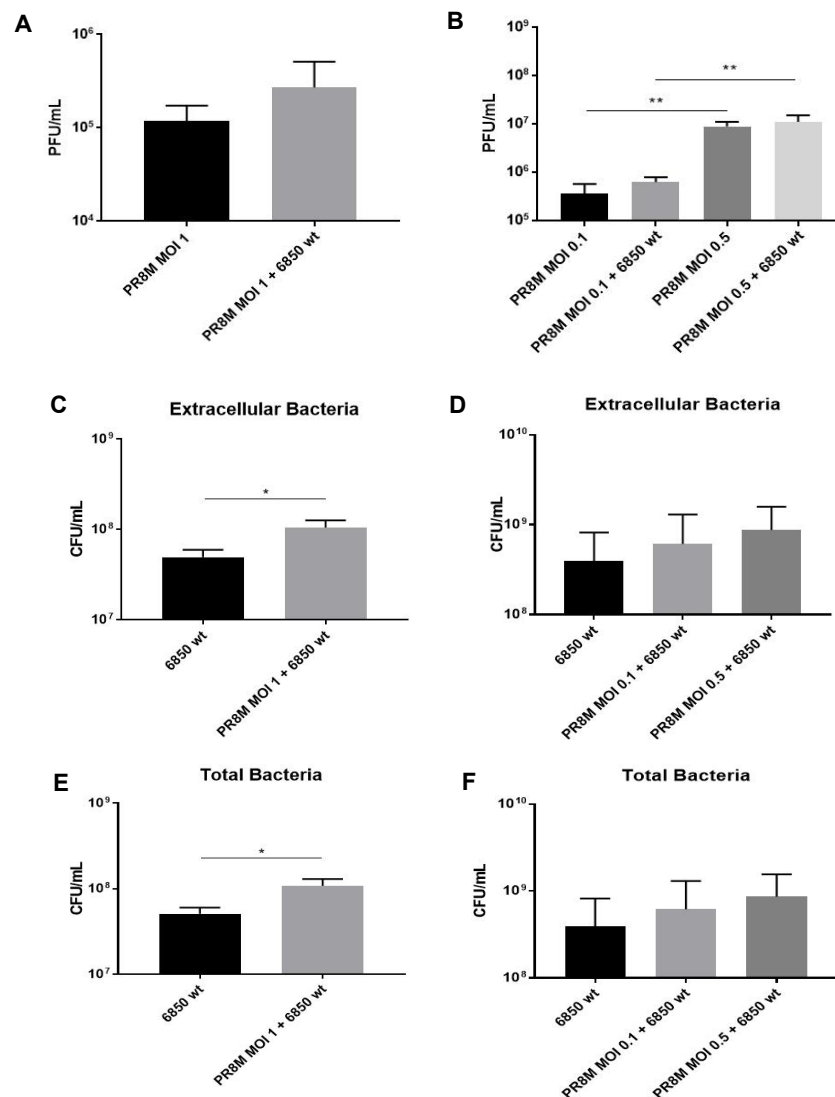 A
10⁶
10⁵
10⁴
PFU/mL
PR8M MOI 1
PR8M MOI 1 + 6850 wt
B
10⁹
10⁸
10⁷
10⁶
10⁵
PFU/mL
**
**
PR8M MOI 0.1
PR8M MOI 0.1 + 6850 wt
PR8M MOI 0.5
PR8M MOI 0.5 + 6850 wt
C
Extracellular Bacteria
10⁹
10⁸
10⁷
CFU/mL
*
6850 wt
PR8M MOI 1 + 6850 wt
D
Extracellular Bacteria
10¹⁰
10⁹
10⁸
CFU/mL
6850 wt
PR8M MOI 0.1 + 6850 wt
PR8M MOI 0.5 + 6850 wt
E
Total Bacteria
10⁹
10⁸
10⁷
CFU/mL
*
6850 wt
PR8M MOI 1 + 6850 wt
F
Total Bacteria
10¹⁰
10⁹
10⁸
CFU/mL
6850 wt
PR8M MOI 0.1 + 6850 wt
PR8M MOI 0.5 + 6850 wt